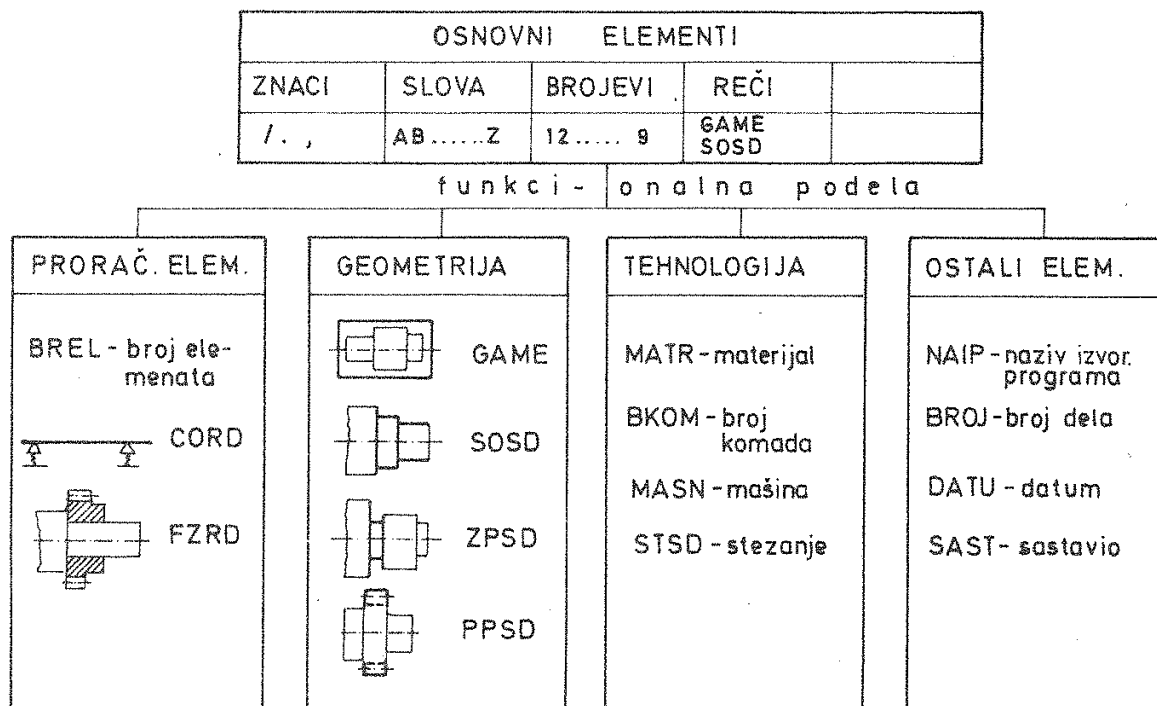 OSNOVNI ELEMENTI
ZNACI SLOVA BROJEVI REČI
/ . , AB......Z 12..... 9 GAME
SOSD
funkci- onalna podela
PRORAČ. ELEM.
BREL - broj ele-
menata
CORD
FZRD
GEOMETRIJA
GAME
SOSD
ZPSD
PPSD
TEHNOLOGIJA
MATR - materijal
BKOM - broj
komada
MASN - mašina
STSD - stezanje
OSTALI ELEM.
NAIP - naziv izvor.
programa
BROJ - broj dela
DATU - datum
SAST - sastavio